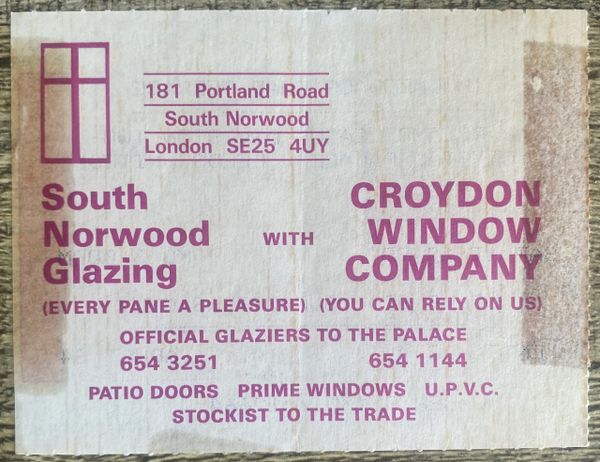 181 Portland Road
South Norwood
London SE25 4UY
South Norwood Glazing
WITH
CROYDON WINDOW COMPANY
(EVERY PANE A PLEASURE) (YOU CAN RELY ON US)
OFFICIAL GLAZIERS TO THE PALACE
654 3251 654 1144
PATIO DOORS PRIME WINDOWS U.P.V.C.
STOCKIST TO THE TRADE